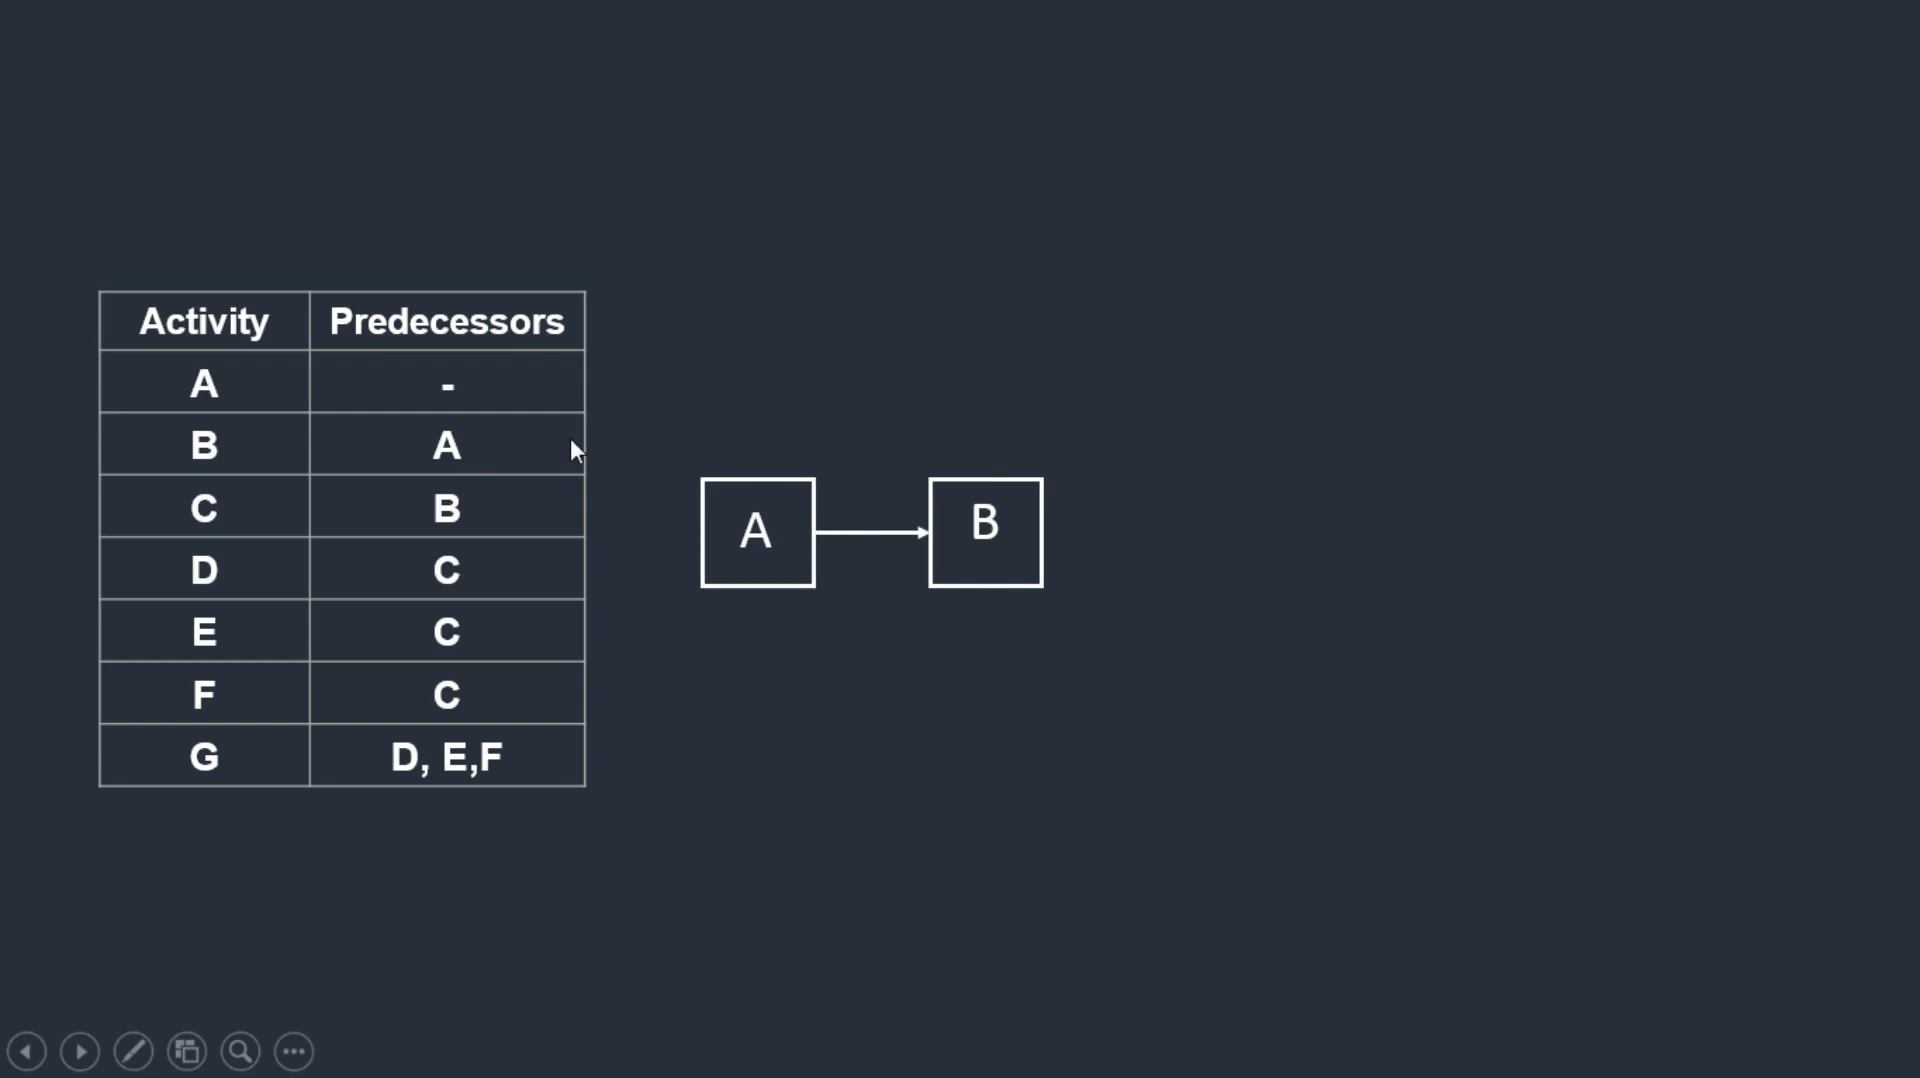 Activity Predecessors
A -
B A
C B
D C
E C
F C
G D, E,F
A B